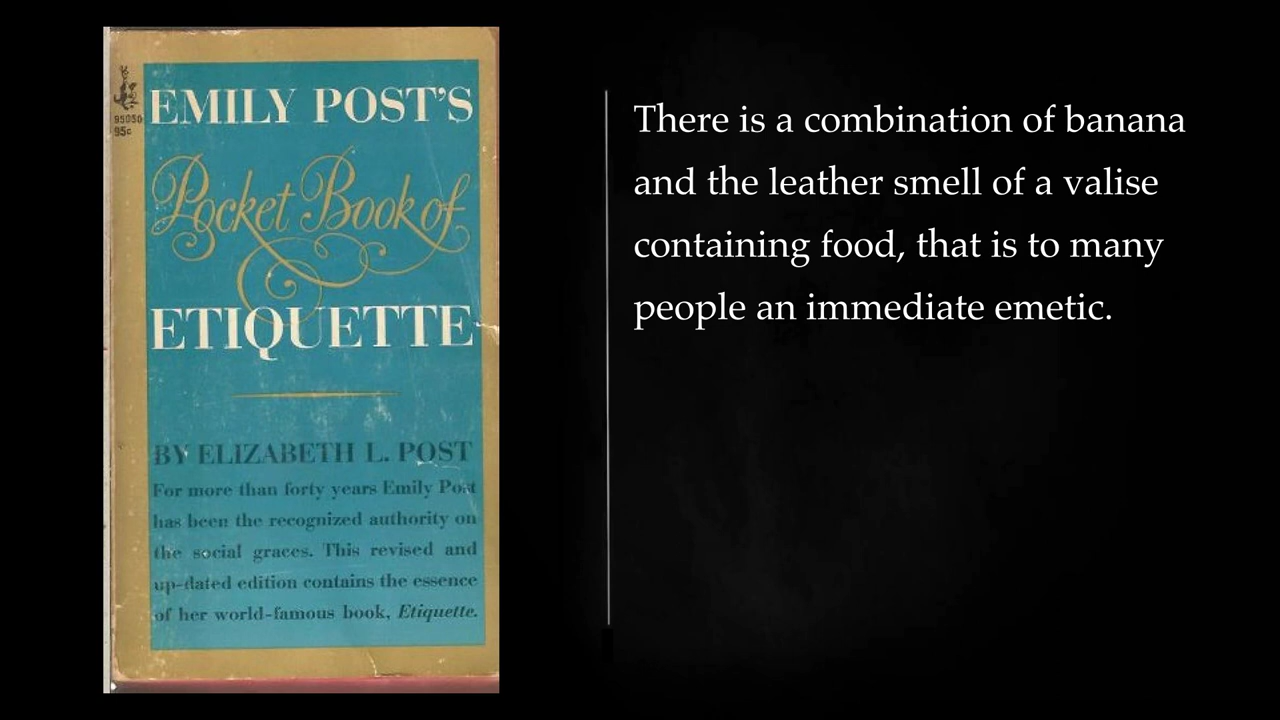 95050
95c
EMILY POST'S
Pocket Book of
ETIQUETTE
BY ELIZABETH L. POST
For more than forty years Emily Post
has been the recognized authority on
the social graces. This revised and
up-dated edition contains the essence
of her world-famous book, Etiquette.
There is a combination of banana
and the leather smell of a valise
containing food, that is to many
people an immediate emetic.